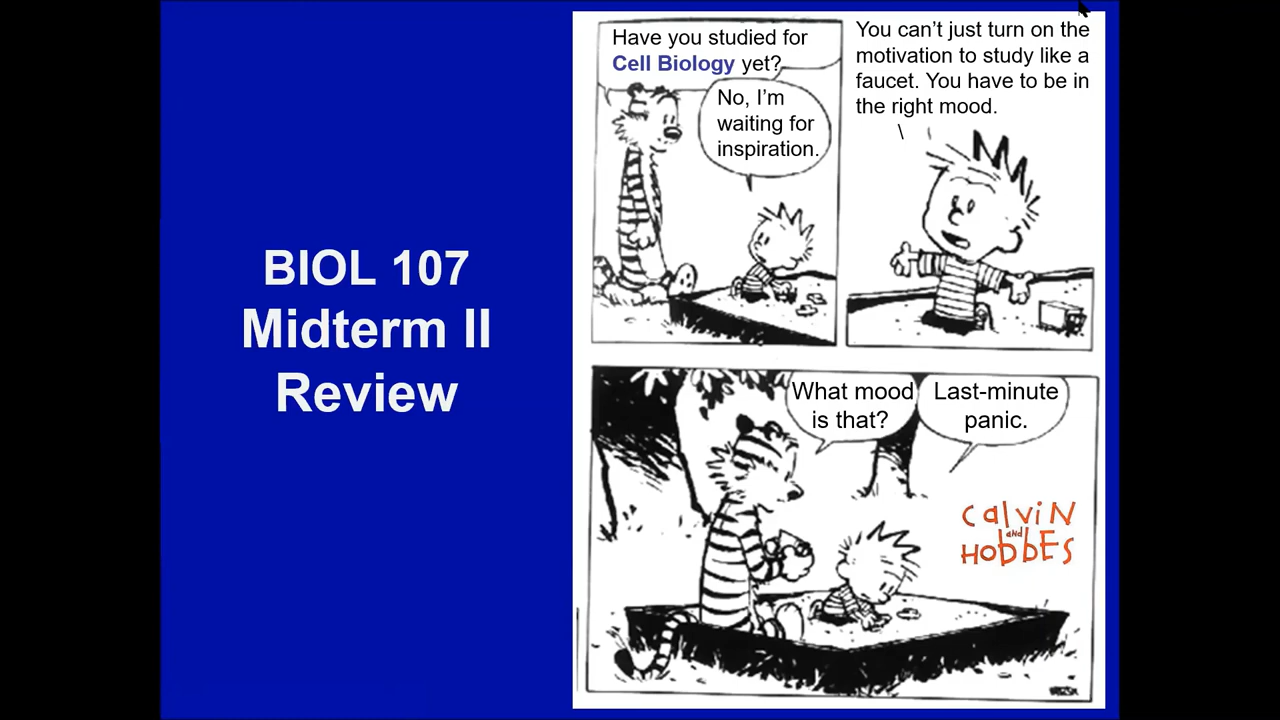 BIOL 107
Midterm II
Review
Have you studied for
Cell Biology yet?
No, I'm
waiting for
inspiration.
You can't just turn on the
motivation to study like a
faucet. You have to be in
the right mood.
What mood
is that?
Last-minute
panic.
CalviN
and
HObbES